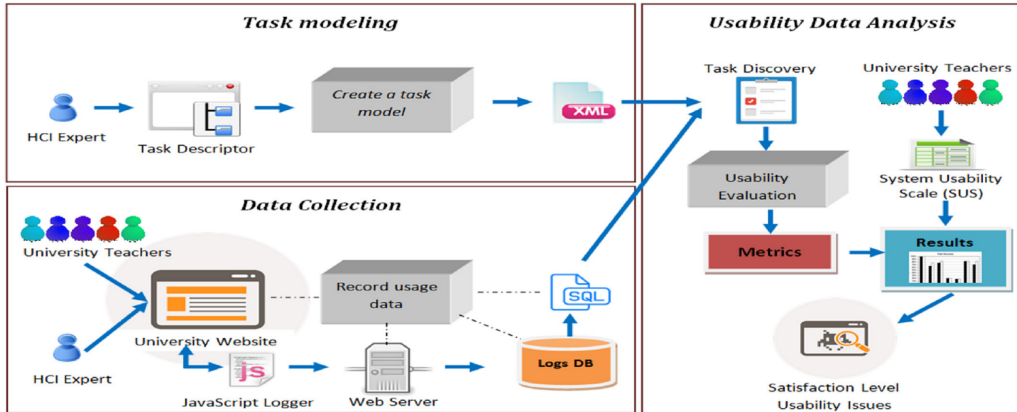 Task modeling
HCI Expert
Task Descriptor
Create a task
model
XML
Data Collection
University Teachers
University Website
HCI Expert
Record usage
data
JS
JavaScript Logger
Web Server
SQL
Logs DB
Usability Data Analysis
Task Discovery
University Teachers
Usability
Evaluation
System Usability
Scale (SUS)
Metrics
Results
Satisfaction Level
Usability Issues